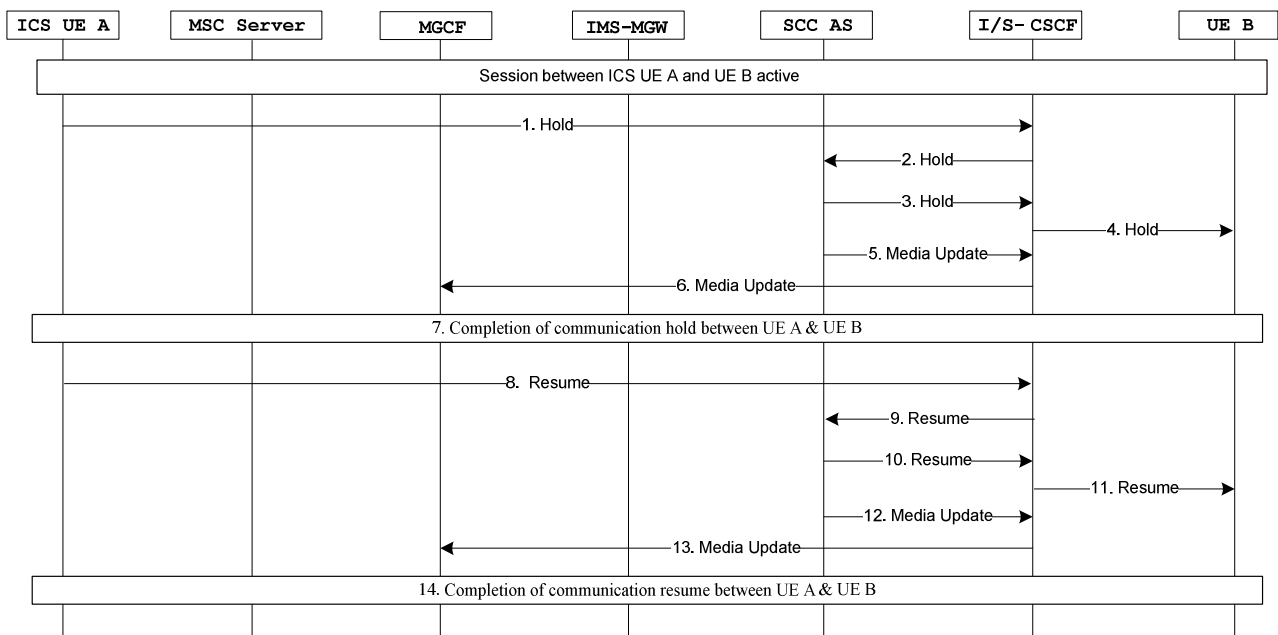 ICS UE A
MSC Server
MGCF
IMS-MGW
SCC AS
I/S-CSCF
UE B
Session between ICS UE A and UE B active
1. Hold
2. Hold
3. Hold
4. Hold
5. Media Update
6. Media Update
7. Completion of communication hold between UE A & UE B
8. Resume
9. Resume
10. Resume
11. Resume
12. Media Update
13. Media Update
14. Completion of communication resume between UE A & UE B